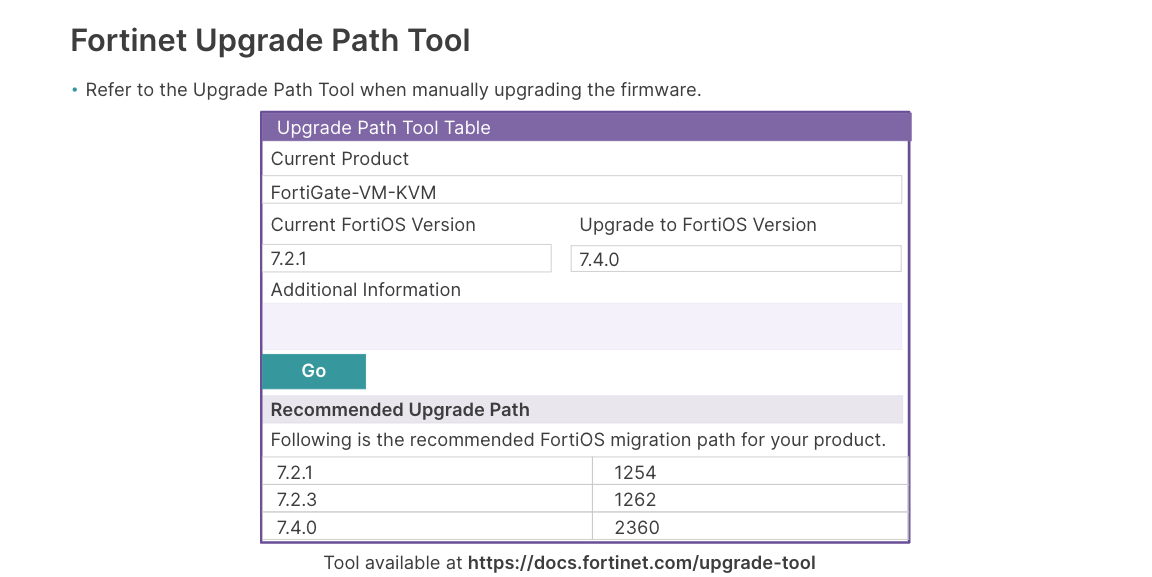 Fortinet Upgrade Path Tool
• Refer to the Upgrade Path Tool when manually upgrading the firmware.
Upgrade Path Tool Table
Current Product
FortiGate-VM-KVM
Current FortiOS Version Upgrade to FortiOS Version
7.2.1 7.4.0
Additional Information
Go
Recommended Upgrade Path
Following is the recommended FortiOS migration path for your product.
7.2.1 1254
7.2.3 1262
7.4.0 2360
Tool available at https://docs.fortinet.com/upgrade-tool